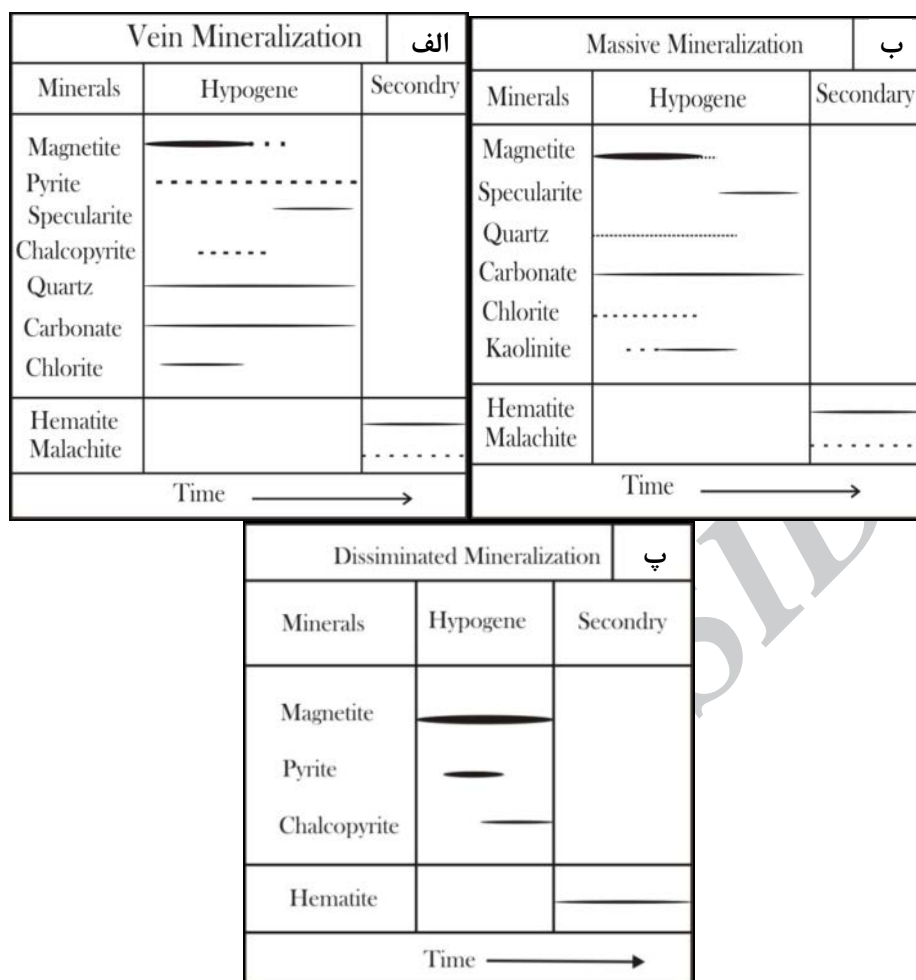 Vein Mineralization الف
Minerals Hypogene Secondry
Magnetite
Pyrite
Specularite
Chalcopyrite
Quartz
Carbonate
Chlorite
Hematite
Malachite
Time
Massive Mineralization ب
Minerals Hypogene Secondary
Magnetite
Specularite
Quartz
Carbonate
Chlorite
Kaolinite
Hematite
Malachite
Time
Dissiminated Mineralization پ
Minerals Hypogene Secondry
Magnetite
Pyrite
Chalcopyrite
Hematite
Time